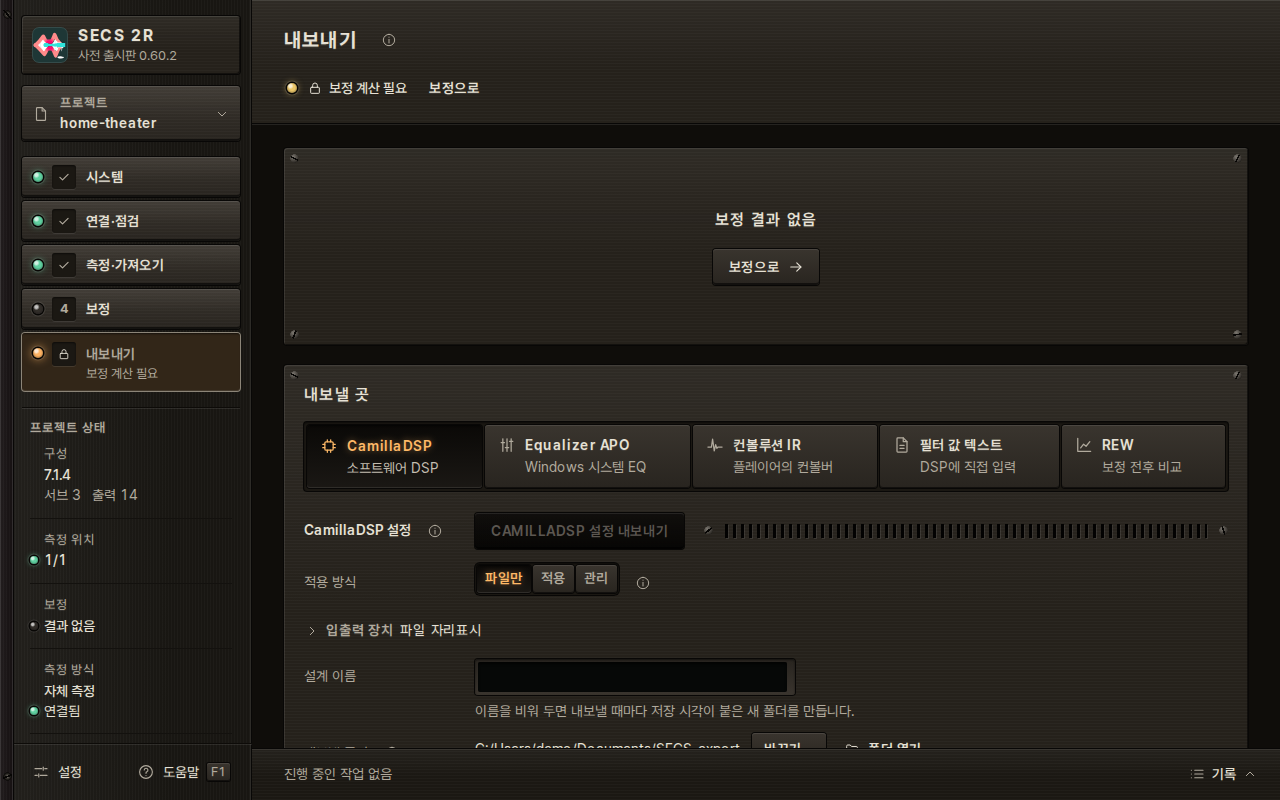 SECS 2R
사전 출시판 0.60.2
프로젝트
home-theater
시스템
연결·점검
측정·가져오기
4 보정
내보내기
보정 계산 필요
프로젝트 상태
구성
7.1.4
서브 3 출력 14
측정 위치
1/1
보정
결과 없음
측정 방식
자체 측정
연결됨
설정
도움말 F1
내보내기
보정 계산 필요 보정으로
보정 결과 없음
보정으로
내보낼 곳
CamillaDSP
소프트웨어 DSP
Equalizer APO
Windows 시스템 EQ
컨볼루션 IR
플레이어의 컨볼버
필터 값 텍스트
DSP에 직접 입력
REW
보정 전후 비교
CamillaDSP 설정
CAMILLADSP 설정 내보내기
적용 방식
파일만 적용 관리
입출력 장치 파일 자리표시
설계 이름
이름을 비워 두면 내보낼 때마다 저장 시각이 붙은 새 폴더를 만듭니다.
C:/Users/demo/Documents/SECS-export
폴더 열기
진행 중인 작업 없음
기록